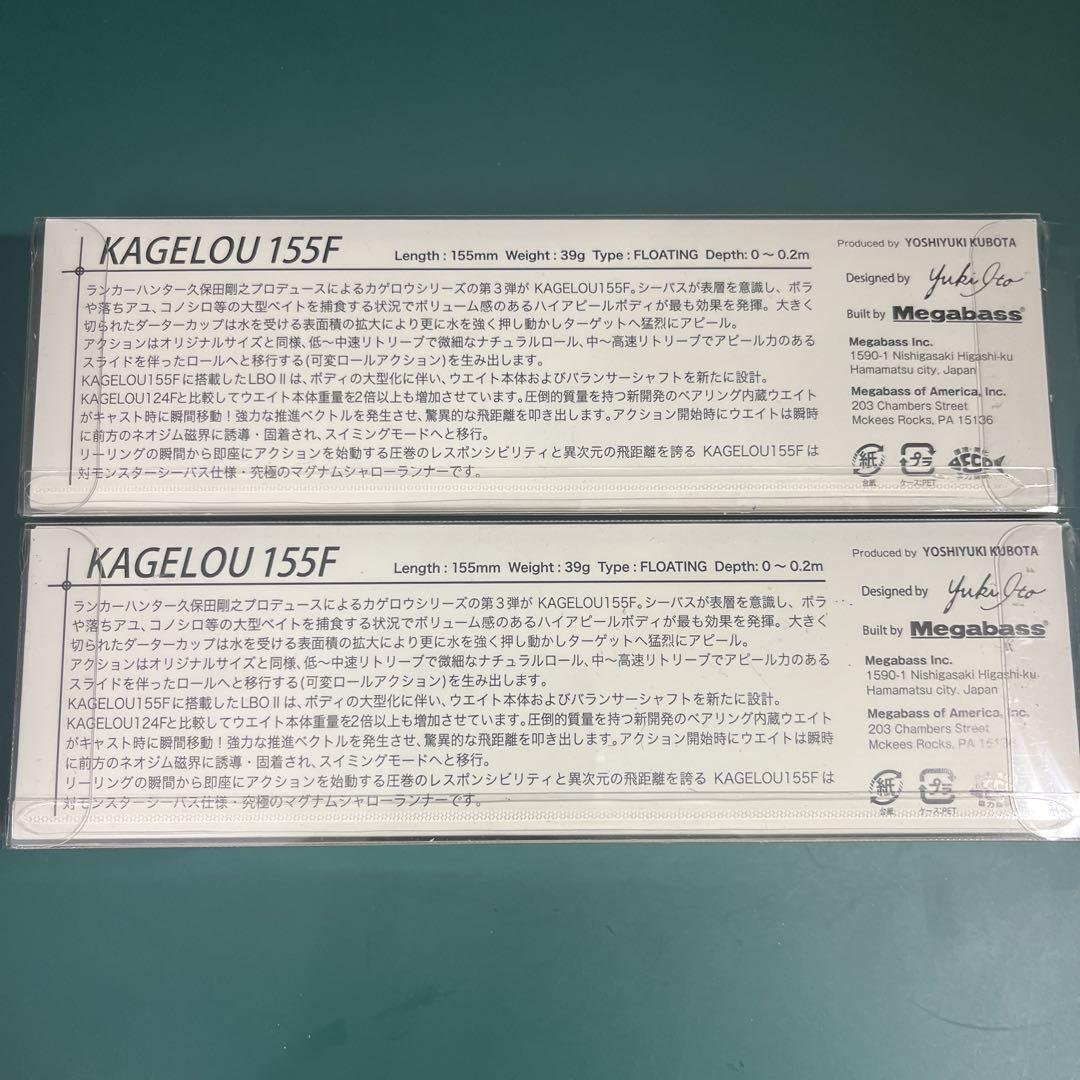 KAGELOU 155F
Length : 155mm Weight : 39g Type : FLOATING Depth: 0 ～ 0.2m
ランカーハンター久保田剛之プロデュースによるカゲロウシリーズの第３弾が KAGELOU155F。シーバスが表層を意識し、ボラ
や落ちアユ、コノシロ等の大型ベイトを捕食する状況でボリューム感のあるハイアピールボディが最も効果を発揮。大きく
切られたダーターカップは水を受ける表面積の拡大により更に水を強く押し動かしターゲットへ猛烈にアピール。
アクションはオリジナルサイズと同様、低～中速リトリーブで微細なナチュラルロール、中～高速リトリーブでアピール力のある
スライドを伴ったロールへと移行する(可変ロールアクション)を生み出します。
KAGELOU155Fに搭載したLBOⅡは、ボディの大型化に伴い、ウエイト本体およびバランサーシャフトを新たに設計。
KAGELOU124Fと比較してウエイト本体重量を2倍以上も増加させています。圧倒的質量を持つ新開発のベアリング内蔵ウエイト
がキャスト時に瞬間移動！強力な推進ベクトルを発生させ、驚異的な飛距離を叩き出します。アクション開始時にウエイトは瞬時
に前方のネオジム磁界に誘導・固着され、スイミングモードへと移行。
リーリングの瞬間から即座にアクションを始動する圧巻のレスポンシビリティと異次元の飛距離を誇る KAGELOU155Fは
対モンスターシーバス仕様・究極のマグナムシャローランナーです。
Produced by YOSHIYUKI KUBOTA
Designed by Yuki Ito
Built by Megabass
Megabass Inc.
1590-1 Nishigasaki Higashi-ku
Hamamatsu city, Japan
Megabass of America, Inc.
203 Chambers Street
Mckees Rocks, PA 15136
紙 プラ
台紙 ケース:PET
KAGELOU 155F
Length : 155mm Weight : 39g Type : FLOATING Depth: 0 ～ 0.2m
ランカーハンター久保田剛之プロデュースによるカゲロウシリーズの第３弾が KAGELOU155F。シーバスが表層を意識し、ボラ
や落ちアユ、コノシロ等の大型ベイトを捕食する状況でボリューム感のあるハイアピールボディが最も効果を発揮。大きく
切られたダーターカップは水を受ける表面積の拡大により更に水を強く押し動かしターゲットへ猛烈にアピール。
アクションはオリジナルサイズと同様、低～中速リトリーブで微細なナチュラルロール、中～高速リトリーブでアピール力のある
スライドを伴ったロールへと移行する(可変ロールアクション)を生み出します。
KAGELOU155Fに搭載したLBOⅡは、ボディの大型化に伴い、ウエイト本体およびバランサーシャフトを新たに設計。
KAGELOU124Fと比較してウエイト本体重量を2倍以上も増加させています。圧倒的質量を持つ新開発のベアリング内蔵ウエイト
がキャスト時に瞬間移動！強力な推進ベクトルを発生させ、驚異的な飛距離を叩き出します。アクション開始時にウエイトは瞬時
に前方のネオジム磁界に誘導・固着され、スイミングモードへと移行。
リーリングの瞬間から即座にアクションを始動する圧巻のレスポンシビリティと異次元の飛距離を誇る KAGELOU155Fは
対モンスターシーバス仕様・究極のマグナムシャローランナーです。
Produced by YOSHIYUKI KUBOTA
Designed by Yuki Ito
Built by Megabass
Megabass Inc.
1590-1 Nishigasaki Higashi-ku
Hamamatsu city, Japan
Megabass of America, Inc.
203 Chambers Street
Mckees Rocks, PA 15136
紙 プラ
台紙 ケース:PET